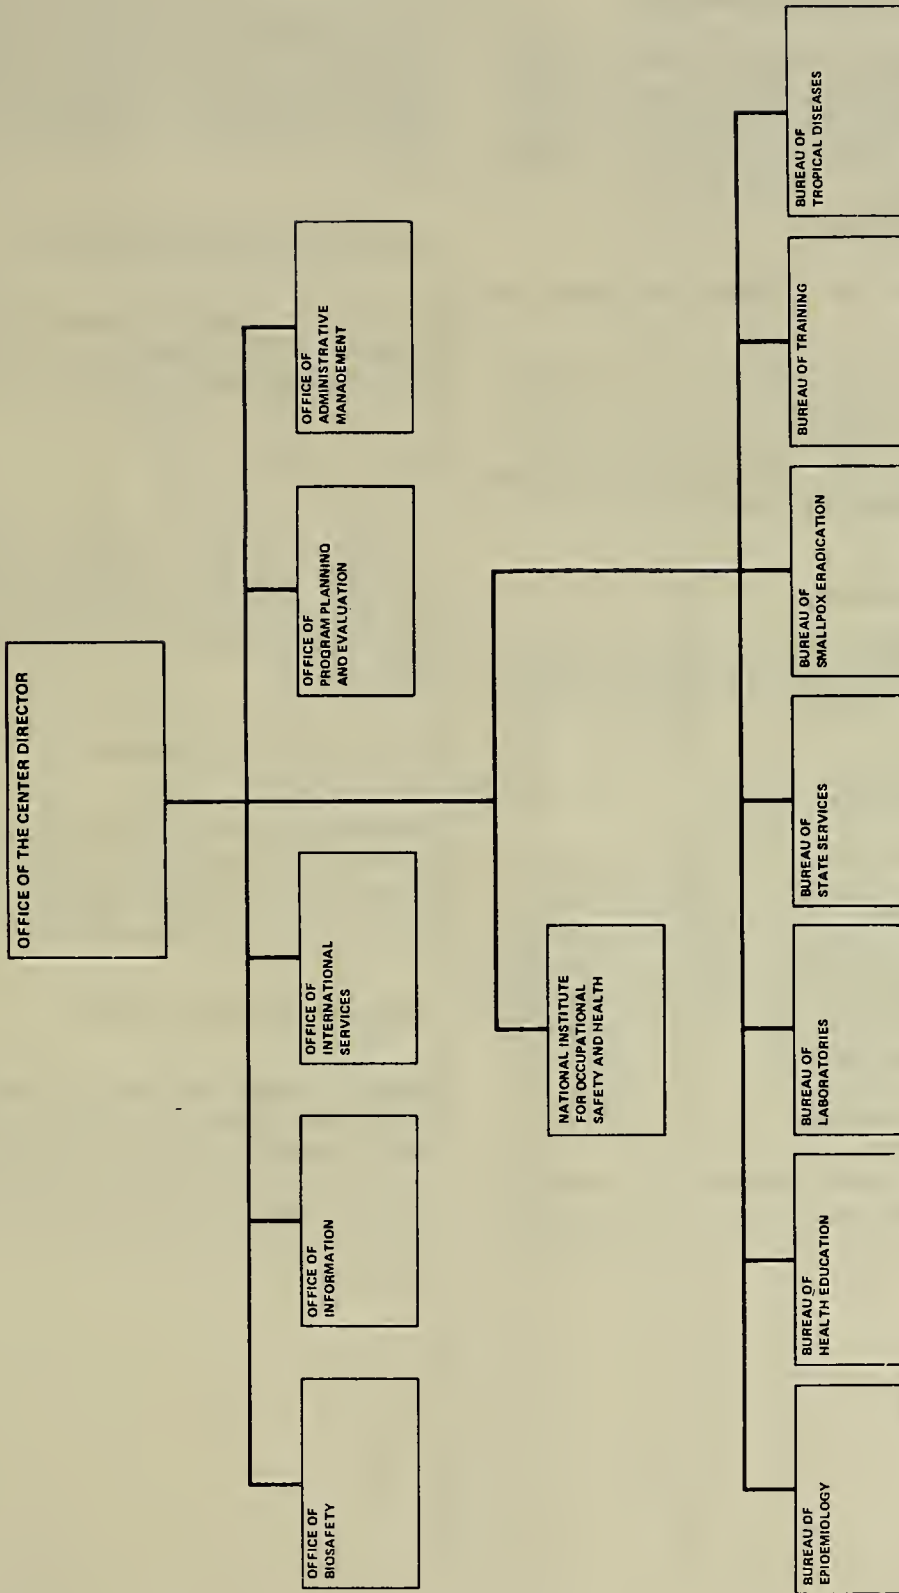 OFFICE OF THE CENTER DIRECTOR
OFFICE OF
BIOSAFETY
OFFICE OF
INFORMATION
OFFICE OF
INTERNATIONAL
SERVICES
OFFICE OF
PROGRAM PLANNING
AND EVALUATION
OFFICE OF
ADMINISTRATIVE
MANAGEMENT
NATIONAL INSTITUTE
FOR OCCUPATIONAL
SAFETY AND HEALTH
BUREAU OF
EPIDEMIOLOGY
BUREAU OF
HEALTH EDUCATION
BUREAU OF
LABORATORIES
BUREAU OF
STATE SERVICES
BUREAU OF
SMALLPOX ERADICATION
BUREAU OF TRAINING
BUREAU OF
TROPICAL DISEASES